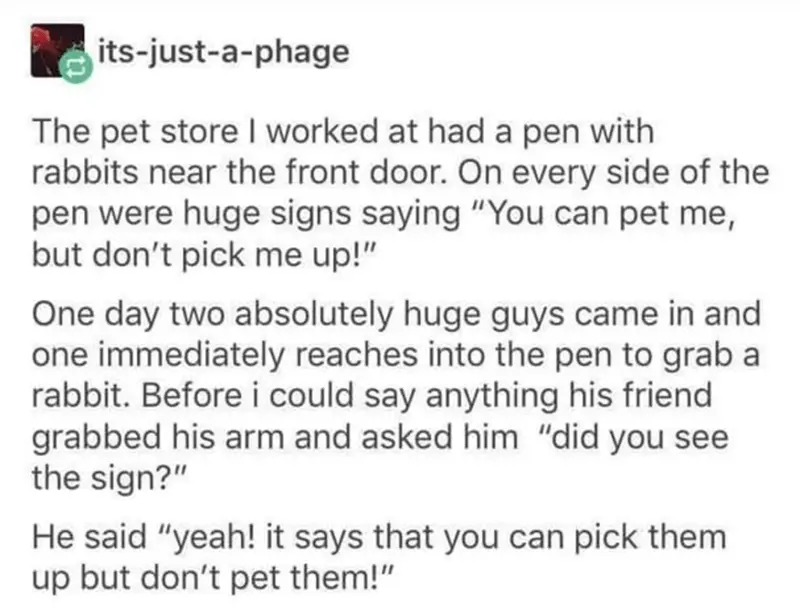 its-just-a-phage
The pet store I worked at had a pen with
rabbits near the front door. On every side of the
pen were huge signs saying "You can pet me,
but don't pick me up!"
One day two absolutely huge guys came in and
one immediately reaches into the pen to grab a
rabbit. Before i could say anything his friend
grabbed his arm and asked him "did you see
the sign?"
He said "yeah! it says that you can pick them
up but don't pet them!"